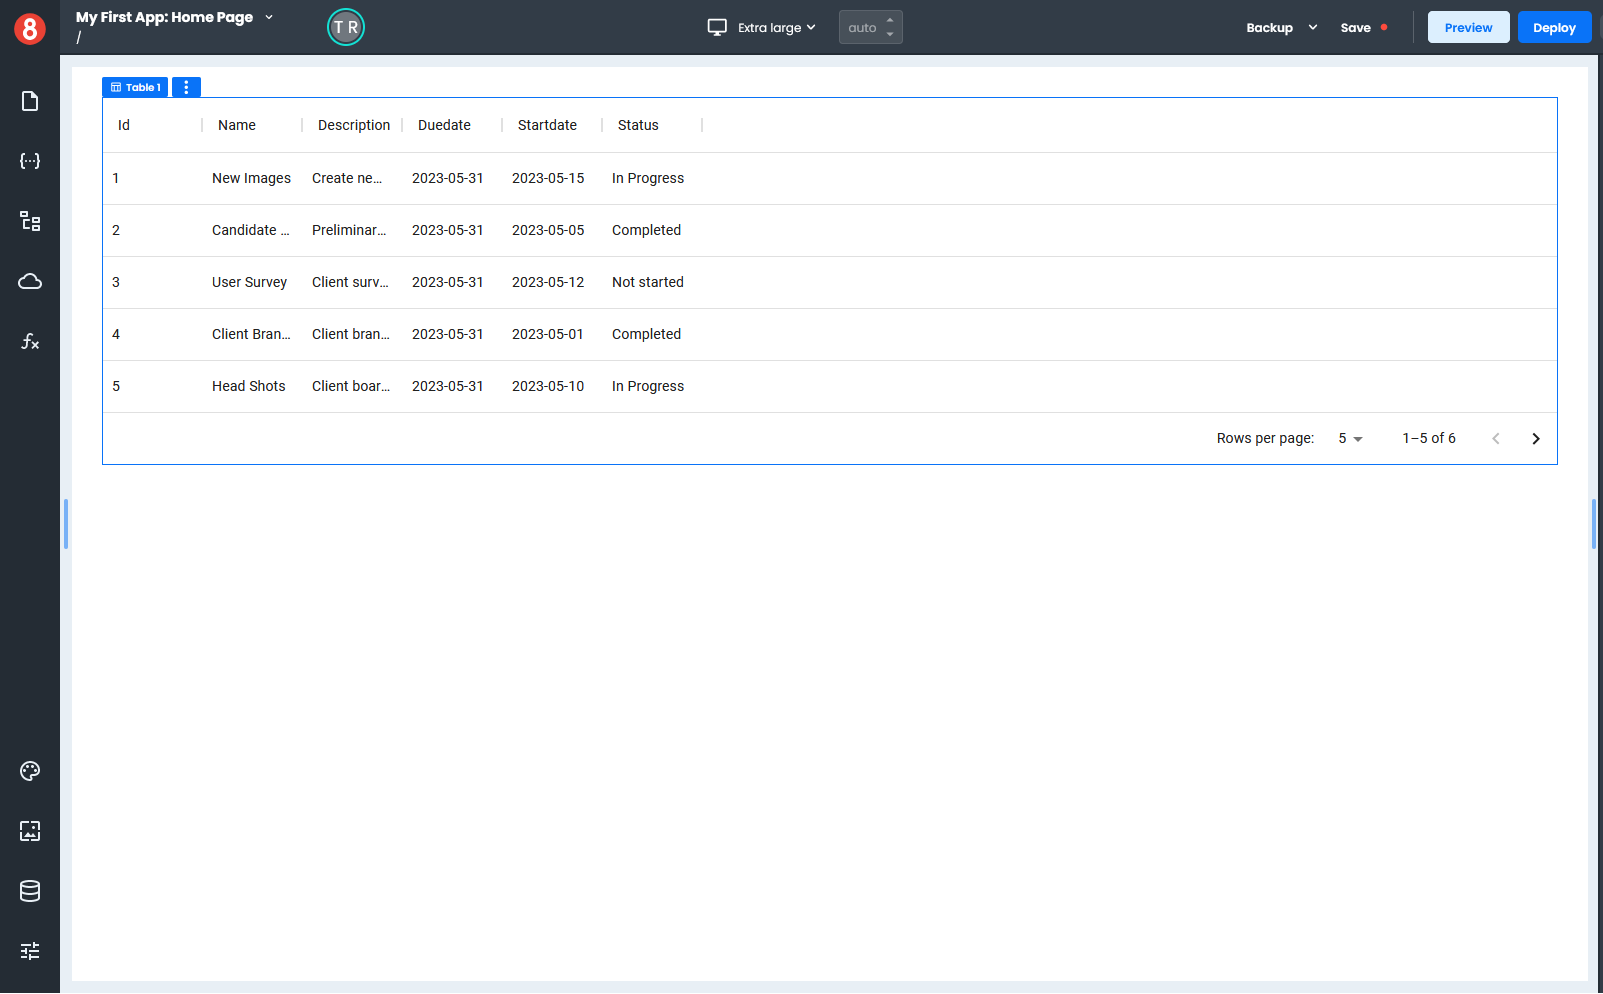 8 My First App: Home Page
/
T R
Extra large auto
Backup Save Preview Deploy
Table 1
Id Name Description Duedate Startdate Status
1 New Images Create ne... 2023-05-31 2023-05-15 In Progress
2 Candidate ... Preliminar... 2023-05-31 2023-05-05 Completed
3 User Survey Client surv... 2023-05-31 2023-05-12 Not started
4 Client Bran... Client bran... 2023-05-31 2023-05-01 Completed
5 Head Shots Client boar... 2023-05-31 2023-05-10 In Progress
Rows per page: 5 1–5 of 6